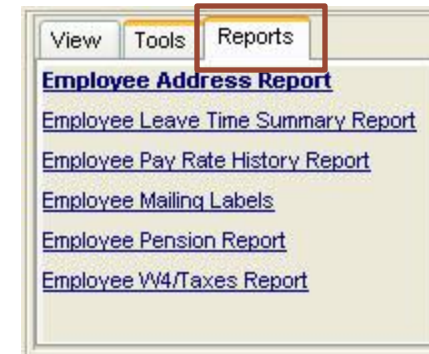 View Tools Reports
Employee Address Report
Employee Leave Time Summary Report
Employee Pay Rate History Report
Employee Mailing Labels
Employee Pension Report
Employee W4/Taxes Report